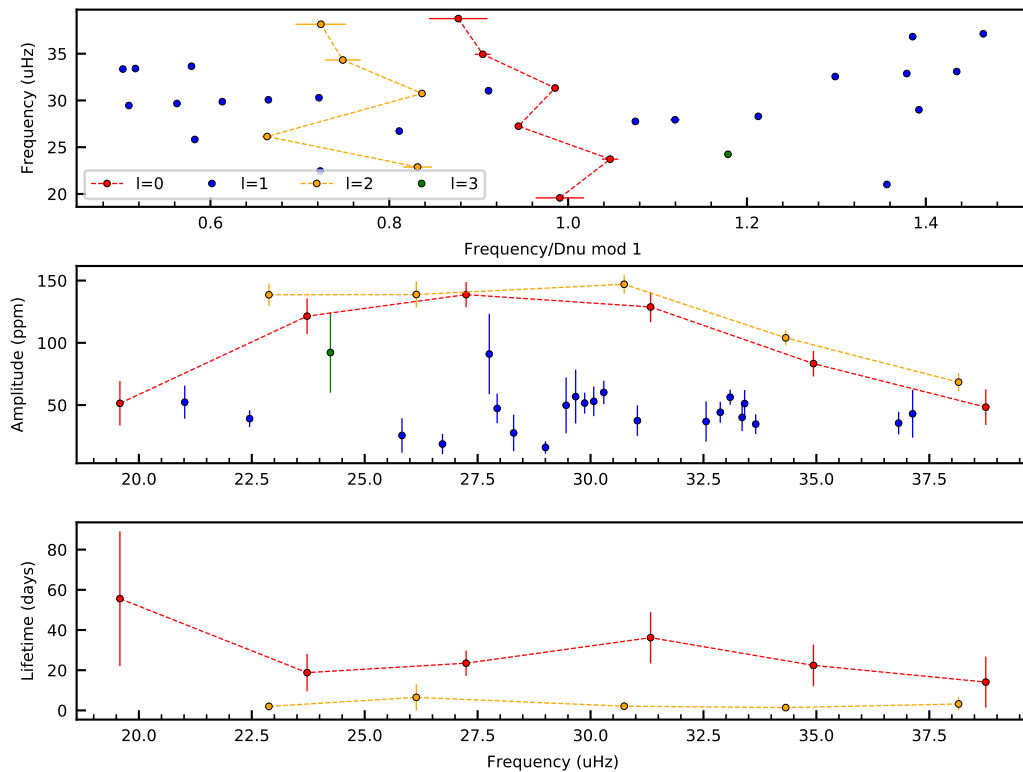 Frequency (uHz)
35
30
25
20
l=0 l=1 l=2 l=3
0.6 0.8 1.0 1.2 1.4
Frequency/Dnu mod 1
Amplitude (ppm)
150
100
50
20.0 22.5 25.0 27.5 30.0 32.5 35.0 37.5
Lifetime (days)
80
60
40
20
0
20.0 22.5 25.0 27.5 30.0 32.5 35.0 37.5
Frequency (uHz)